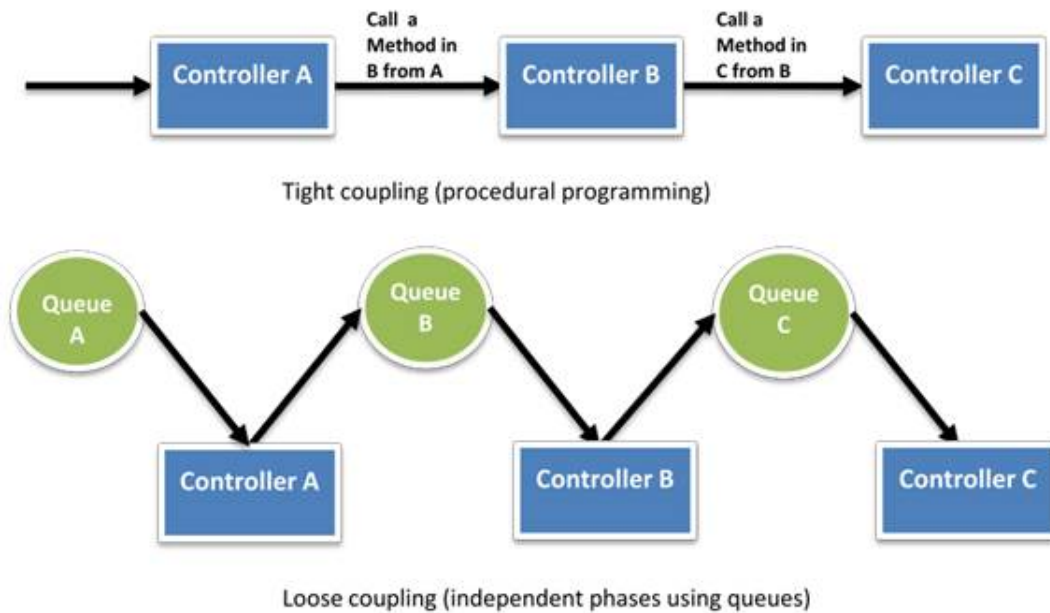 Call a
Method in
B from A
Call a
Method in
C from B
Controller A
Controller B
Controller C
Tight coupling (procedural programming)
Queue
A
Queue
B
Queue
C
Controller A
Controller B
Controller C
Loose coupling (independent phases using queues)